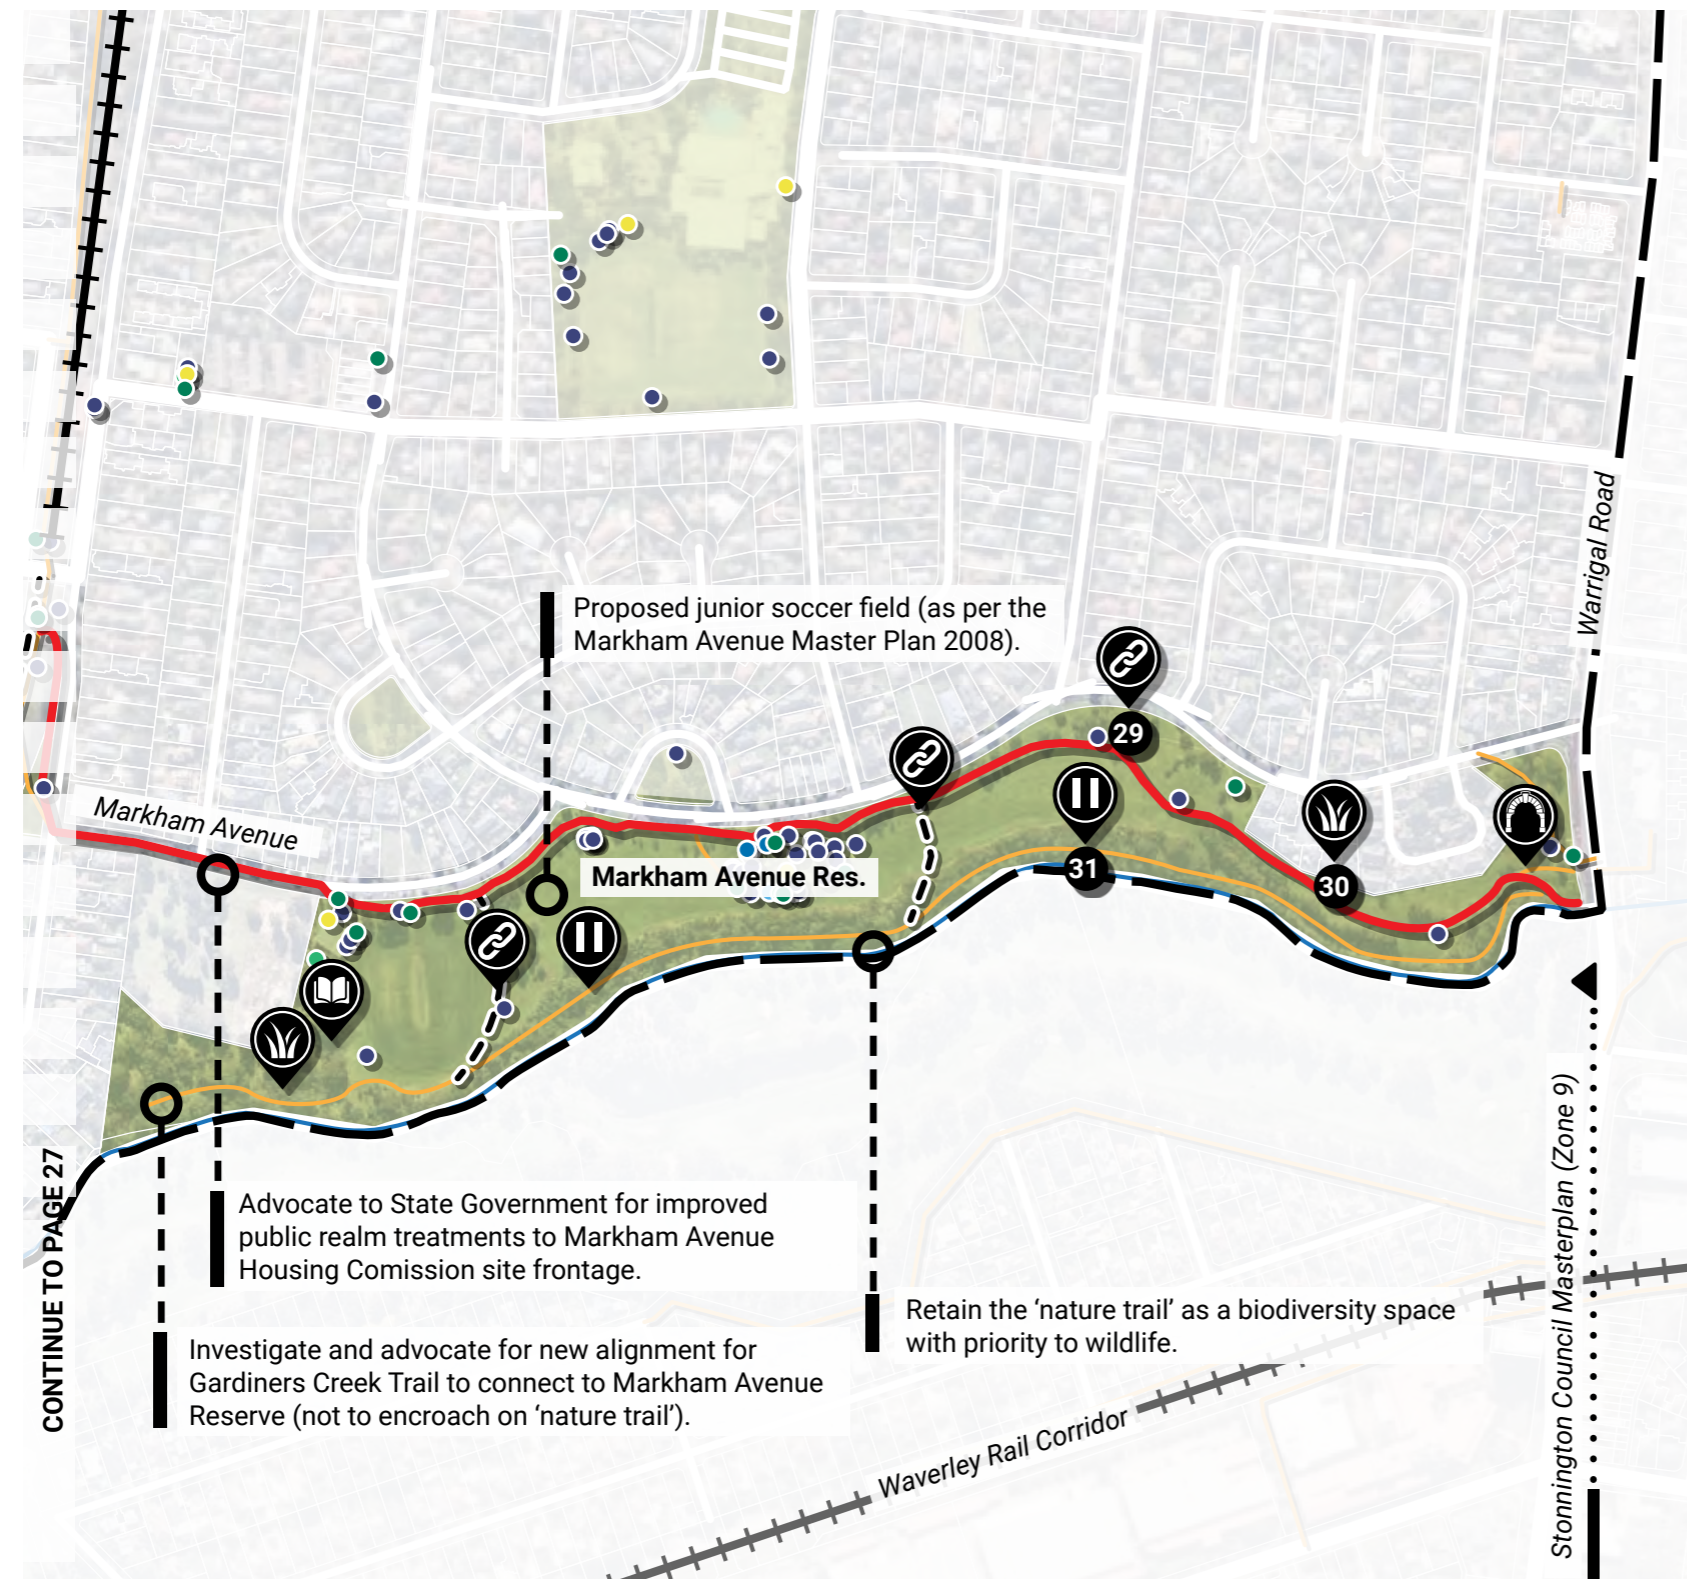 Proposed junior soccer field (as per the
Markham Avenue Master Plan 2008).
Warrigal Road
29
Markham Avenue
31
Markham Avenue Res.
30
Advocate to State Government for improved
public realm treatments to Markham Avenue
Housing Comission site frontage.
Retain the ‘nature trail’ as a biodiversity space
with priority to wildlife.
Investigate and advocate for new alignment for
Gardiners Creek Trail to connect to Markham Avenue
Reserve (not to encroach on ‘nature trail’).
CONTINUE TO PAGE 27
Waverley Rail Corridor
Stonnington Council Masterplan (Zone 9)